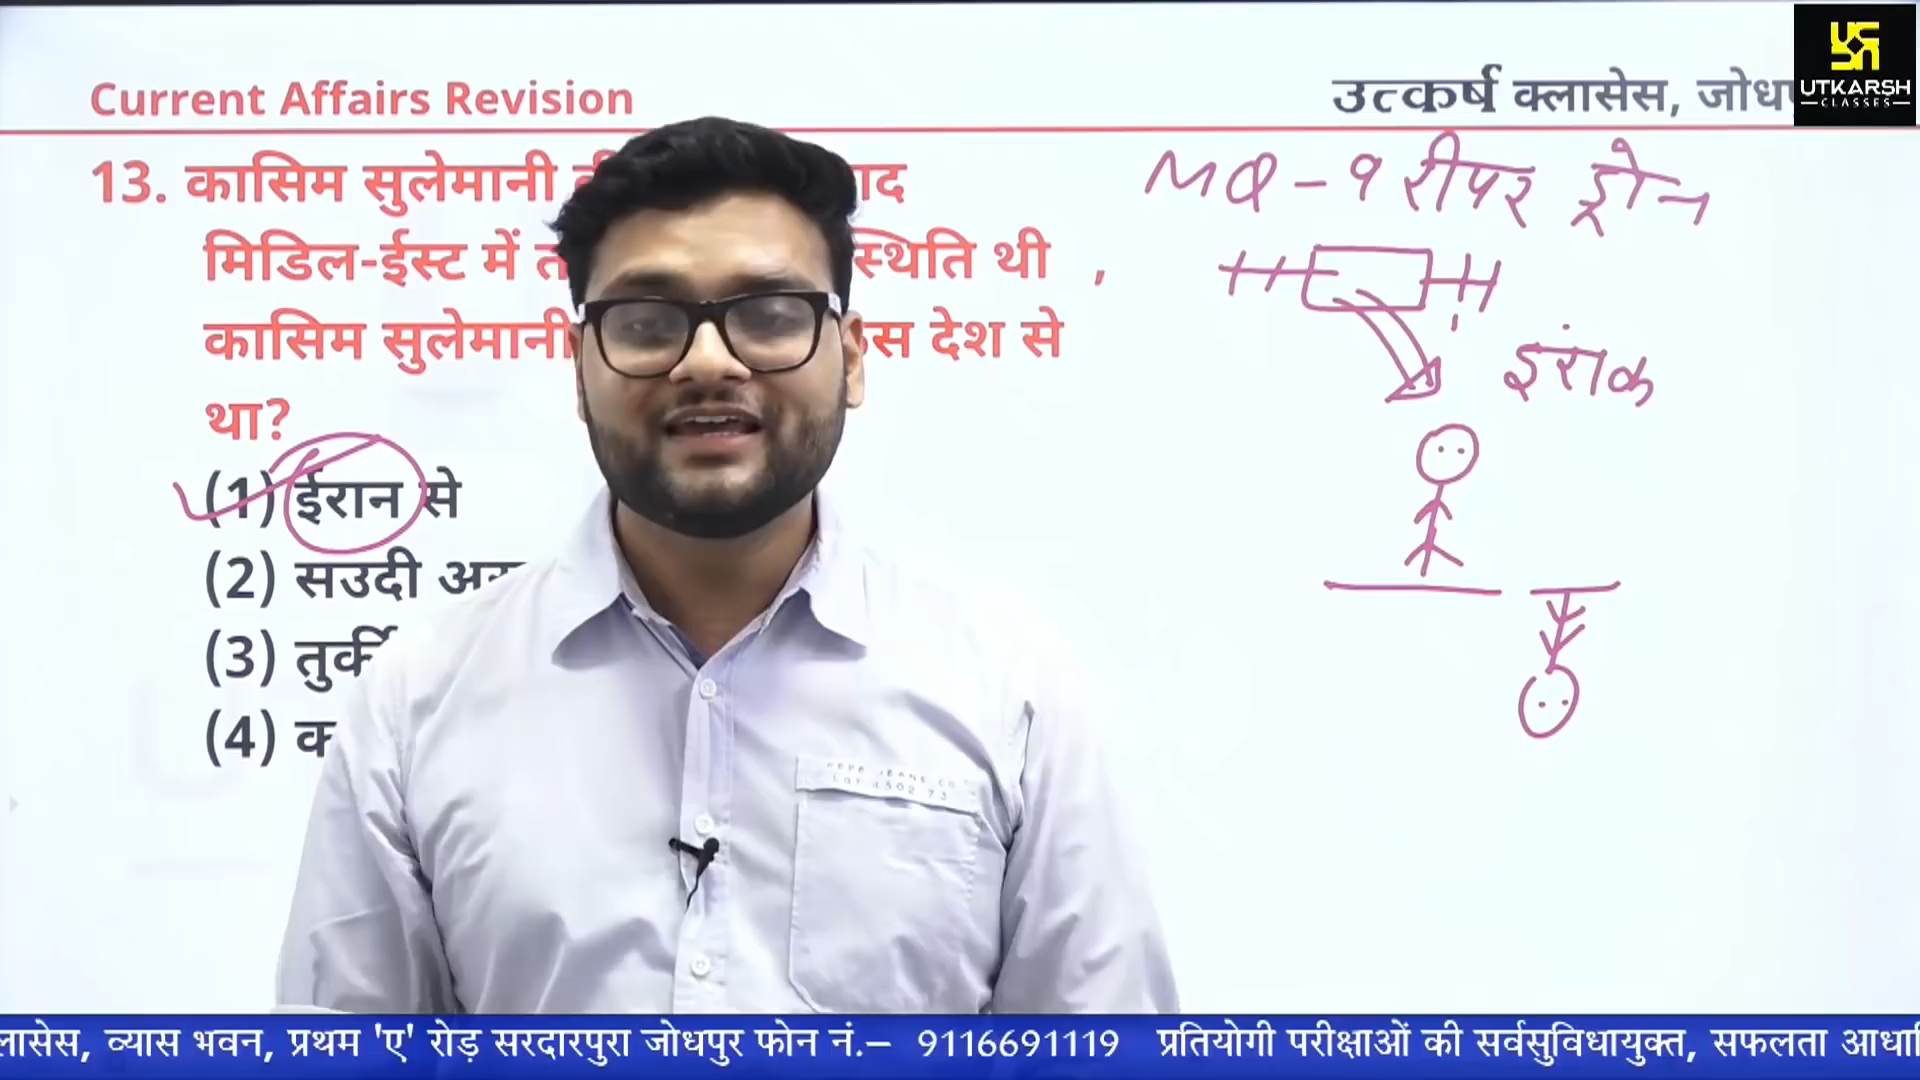 Current Affairs Revision
उत्कर्ष क्लासेस,
UTKARSH
CLASSES
13. कासिम सुलेमानी
मिडिल-ईस्ट में स्थिति थी ,
कासिम सुलेमानी देश से
था?
(1) ईरान से
(2) सउदी
(3) तुर्की
(4)
MQ-9 रीपर ड्रोन
इराक
व्यास भवन, प्रथम 'ए' रोड़ सरदारपुरा जोधपुर फोन नं.– 9116691119 प्रतियोगी परीक्षाओं की सर्वसुविधायुक्त, सफलता